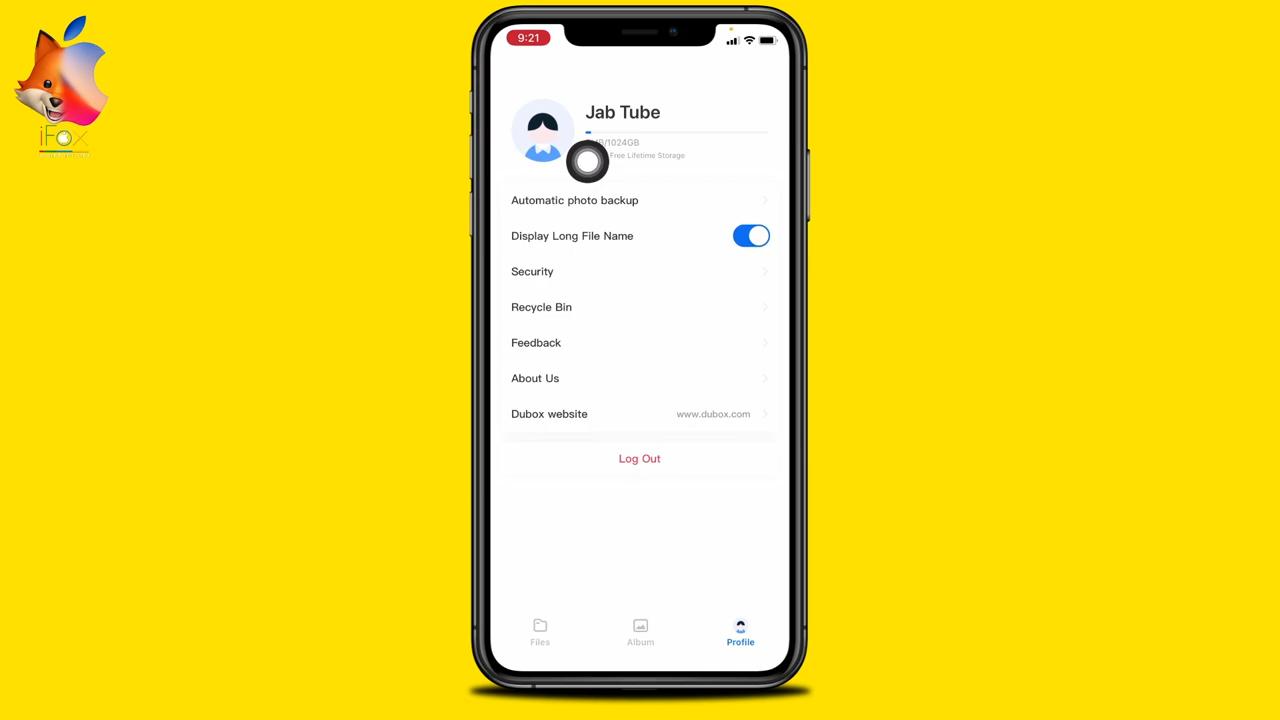 iFox
9:21
Jab Tube
/1024GB
Free Lifetime Storage
Automatic photo backup
Display Long File Name
Security
Recycle Bin
Feedback
About Us
Dubox website www.dubox.com
Log Out
Files Album Profile